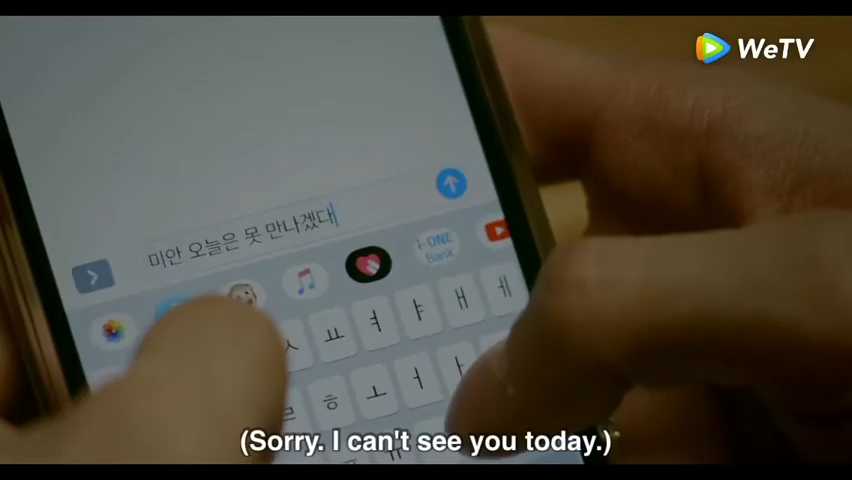 WeTV
미안 오늘은 못 만나겠다
i-ONE
Bank
ㅅ ㅛ ㅕ ㅑ ㅐ ㅔ
ㅎ ㅗ ㅓ ㅏ
ㅠ
(Sorry. I can't see you today.)